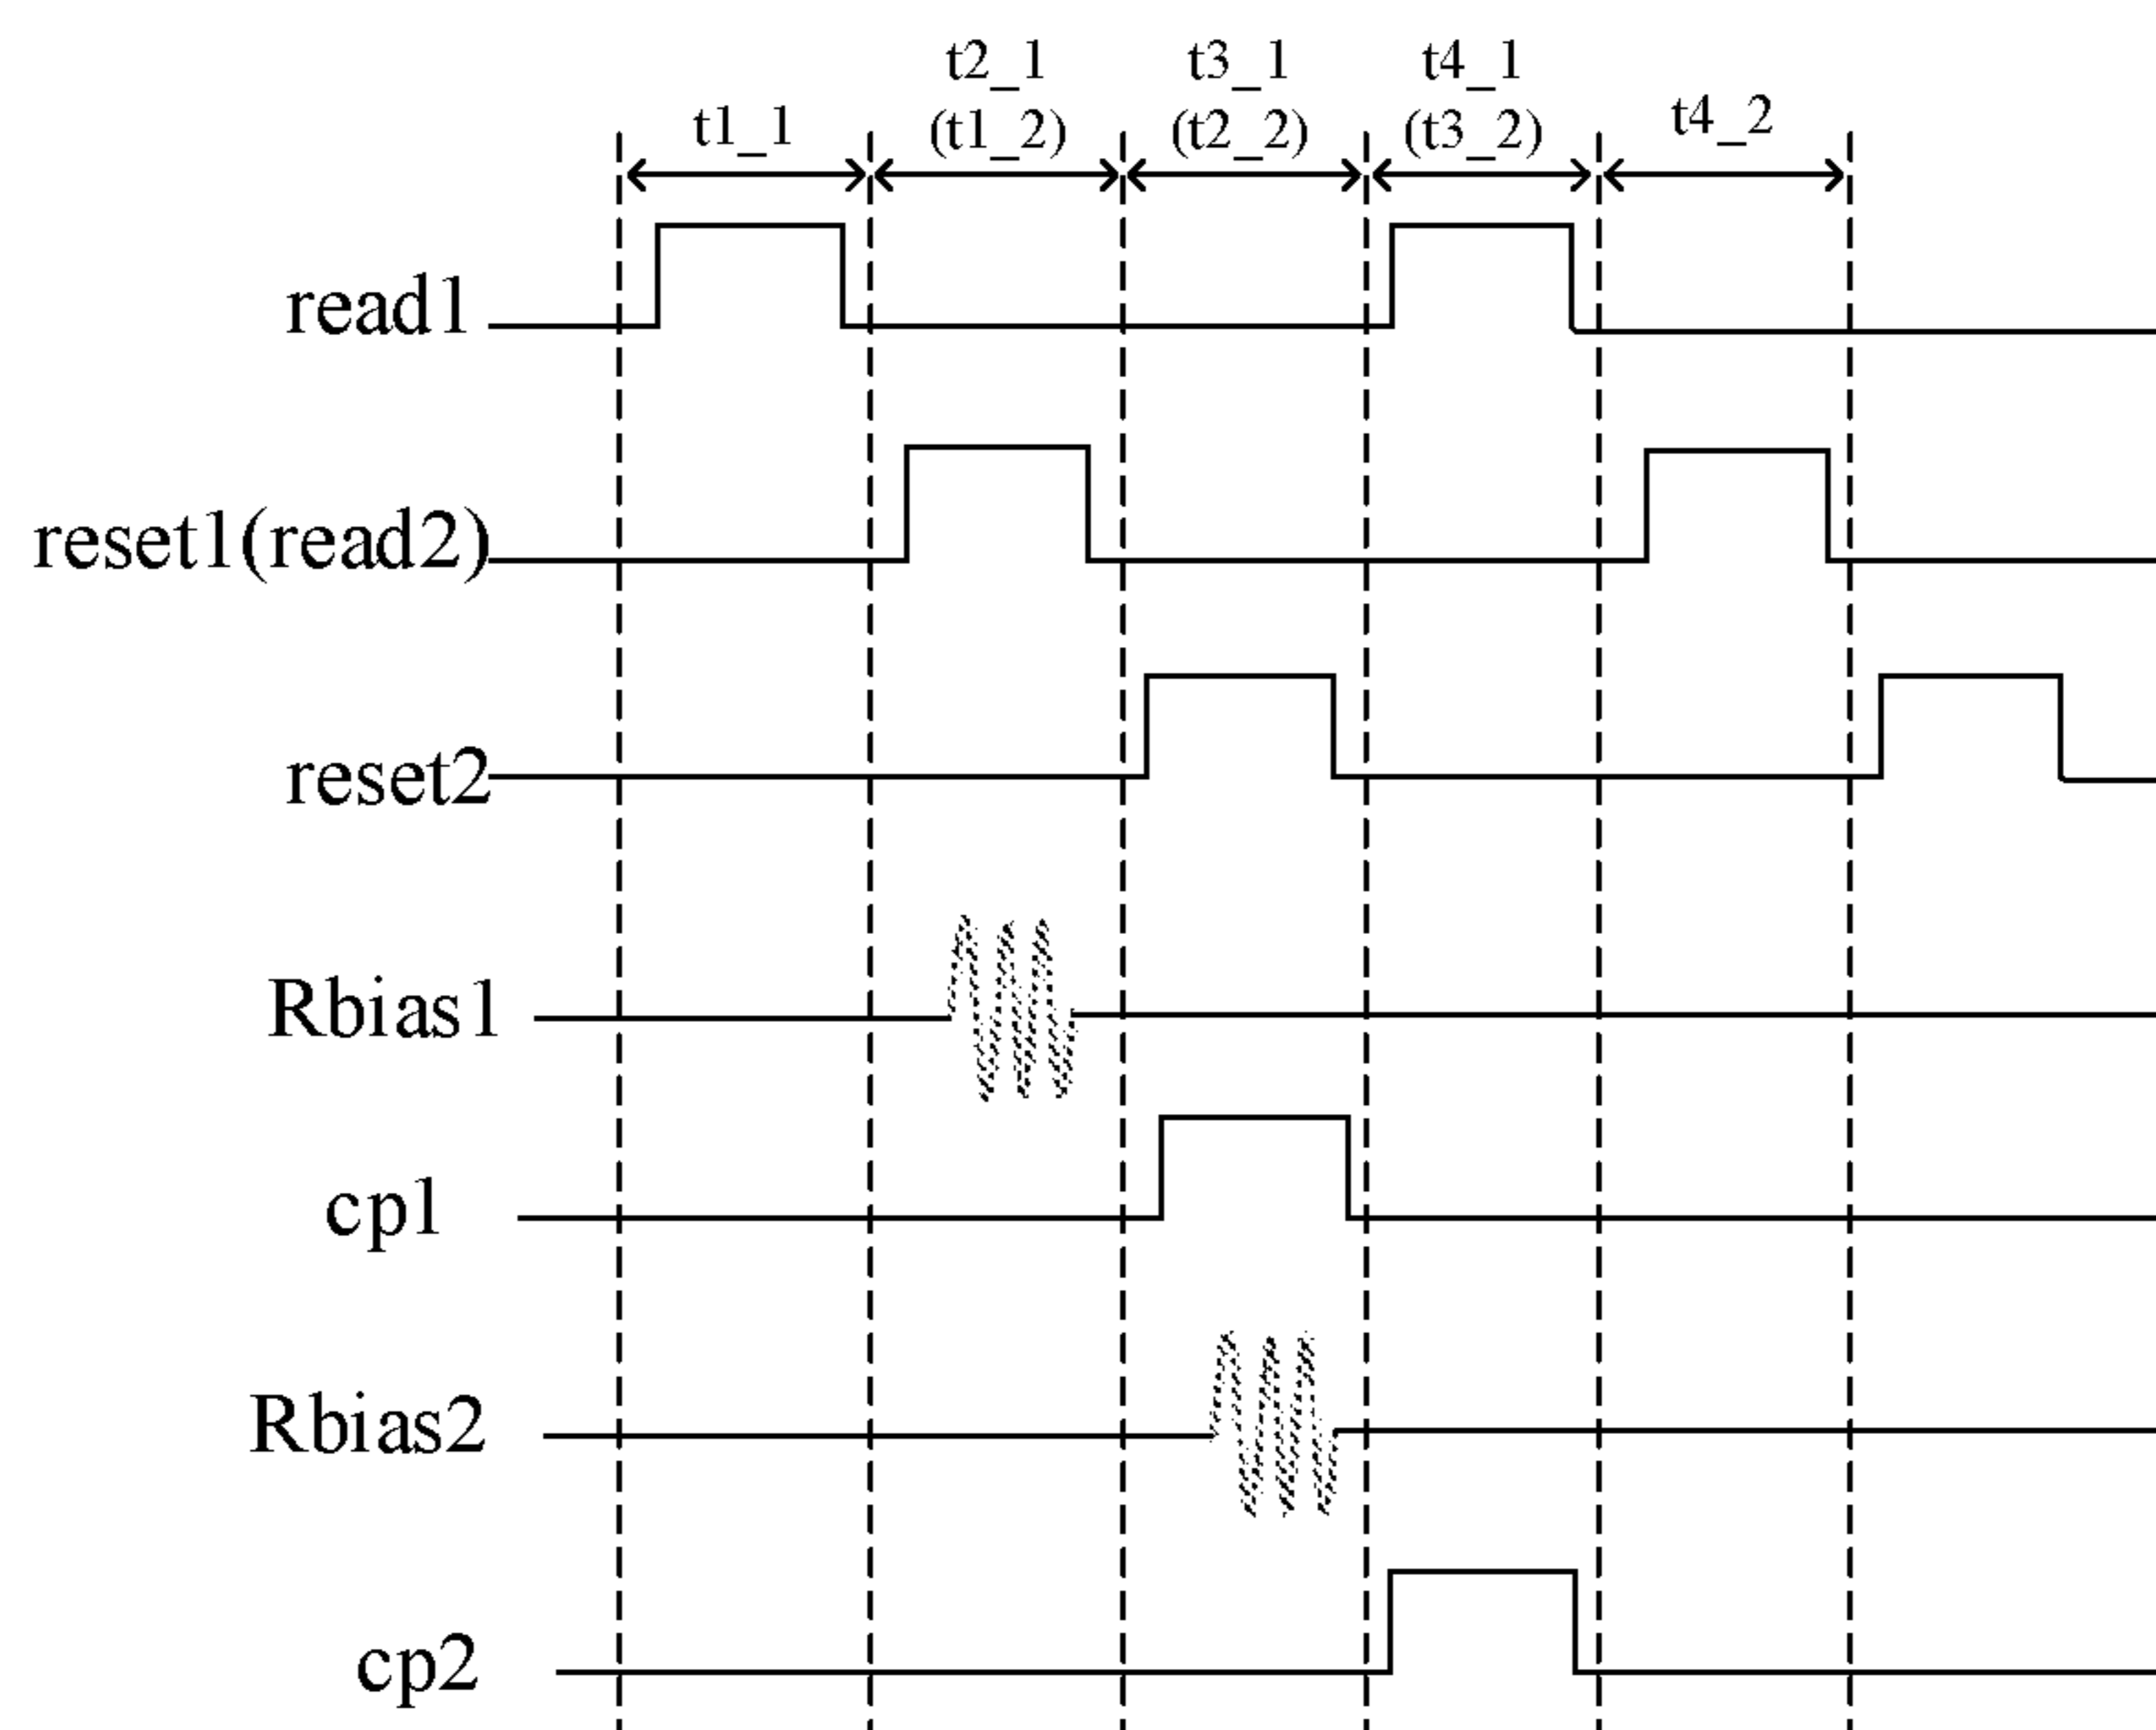 t2_1 t3_1 t4_1
t1_1 (t1_2) (t2_2) (t3_2) t4_2
read1
reset1(read2)
reset2
Rbias1
cp1
Rbias2
cp2